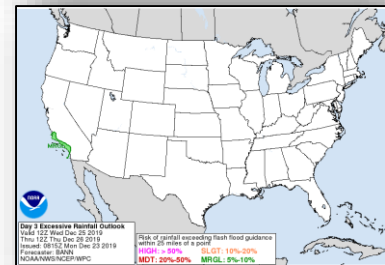 MRGL
NOAA
Day 3 Excessive Rainfall Outlook
Valid 12Z Wed Dec 25 2019
Thru 12Z Thu Dec 26 2019
Issued: 0815Z Mon Dec 23 2019
Forecaster: BANN
NOAA/NWS/NCEP/WPC
Risk of rainfall exceeding flash flood guidance
within 25 miles of a point
HIGH: > 50% SLGT: 10%-20%
MDT: 20%-50% MRGL: 5%-10%